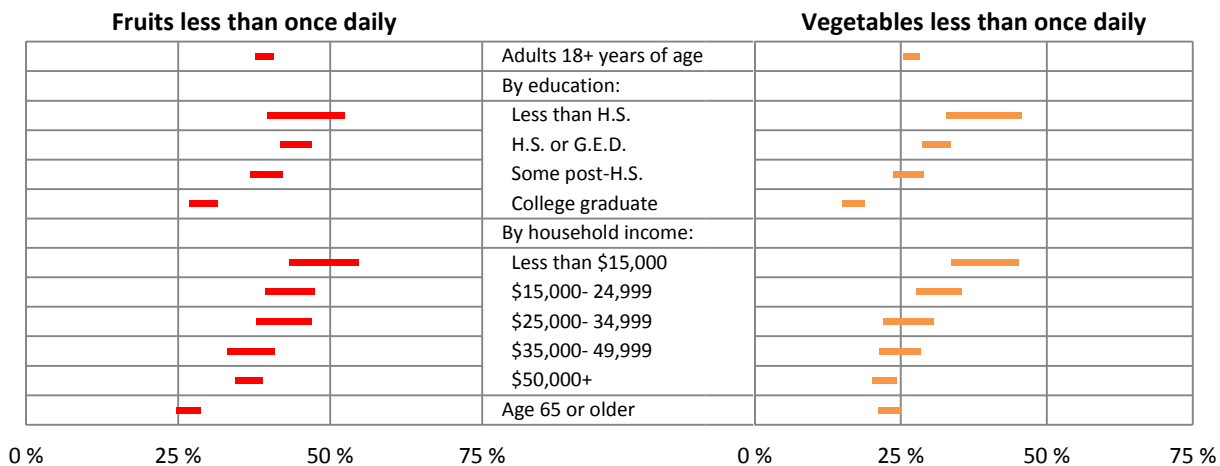 Fruits less than once daily
Vegetables less than once daily
Adults 18+ years of age
By education:
Less than H.S.
H.S. or G.E.D.
Some post-H.S.
College graduate
By household income:
Less than $15,000
$15,000- 24,999
$25,000- 34,999
$35,000- 49,999
$50,000+
Age 65 or older
0 % 25 % 50 % 75 % 0 % 25 % 50 % 75 %